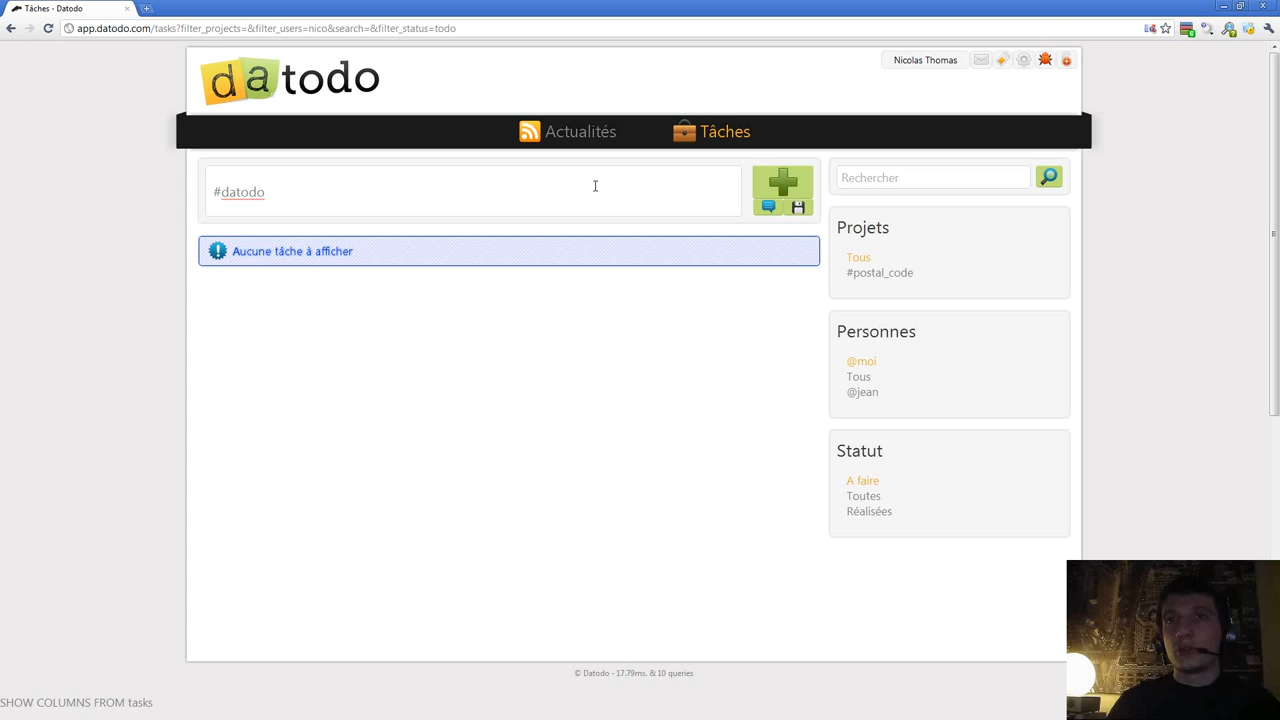 Tâches - Datodo
app.datodo.com/tasks?filter_projects=&filter_users=nico&search=&filter_status=todo
datodo
Nicolas Thomas
Actualités
Tâches
#datodo
Rechercher
Aucune tâche à afficher
Projets
Tous
#postal_code
Personnes
@moi
Tous
@jean
Statut
A faire
Toutes
Réalisées
© Datodo - 17.79ms. & 10 queries
SHOW COLUMNS FROM tasks